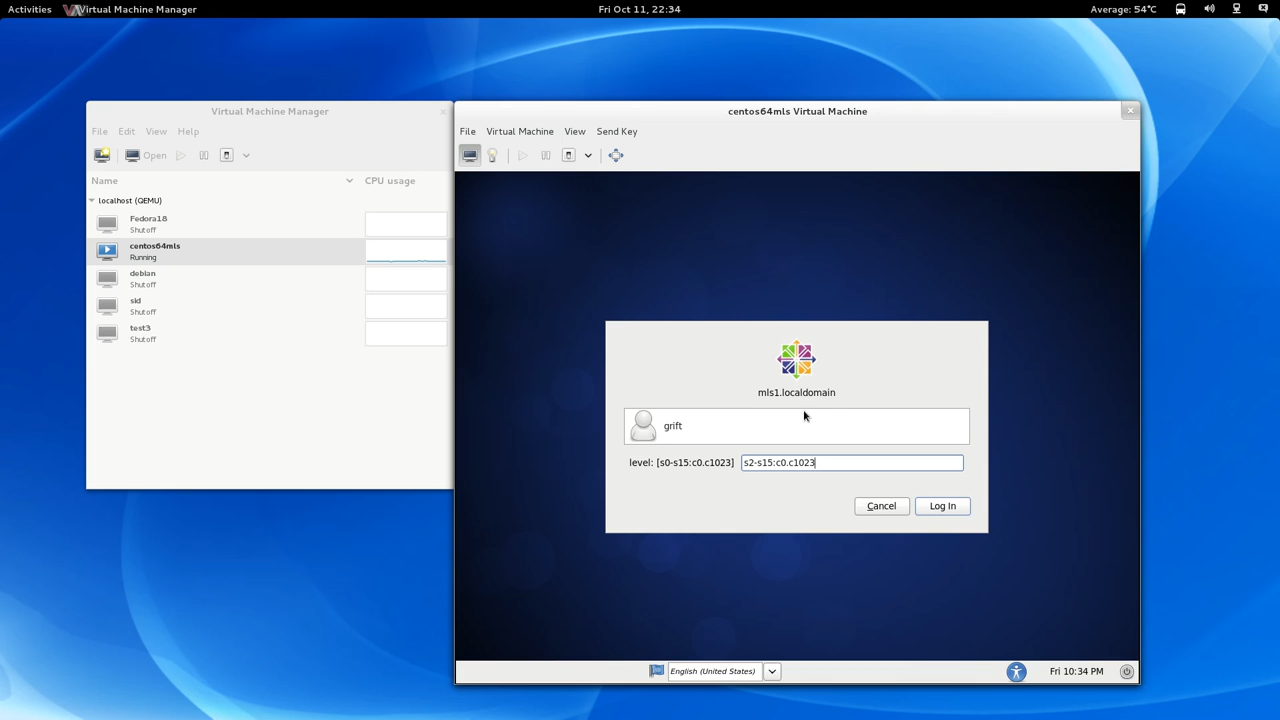 Activities Virtual Machine Manager Fri Oct 11, 22:34 Average: 54°C
Virtual Machine Manager
File Edit View Help
Open
Name CPU usage
localhost (QEMU)
Fedora18
Shutoff
centos64mls
Running
debian
Shutoff
sid
Shutoff
test3
Shutoff
centos64mls Virtual Machine
File Virtual Machine View Send Key
mls1.localdomain
grift
level: [s0-s15:c0.c1023] s2-s15:c0.c1023
Cancel Log In
English (United States) Fri 10:34 PM